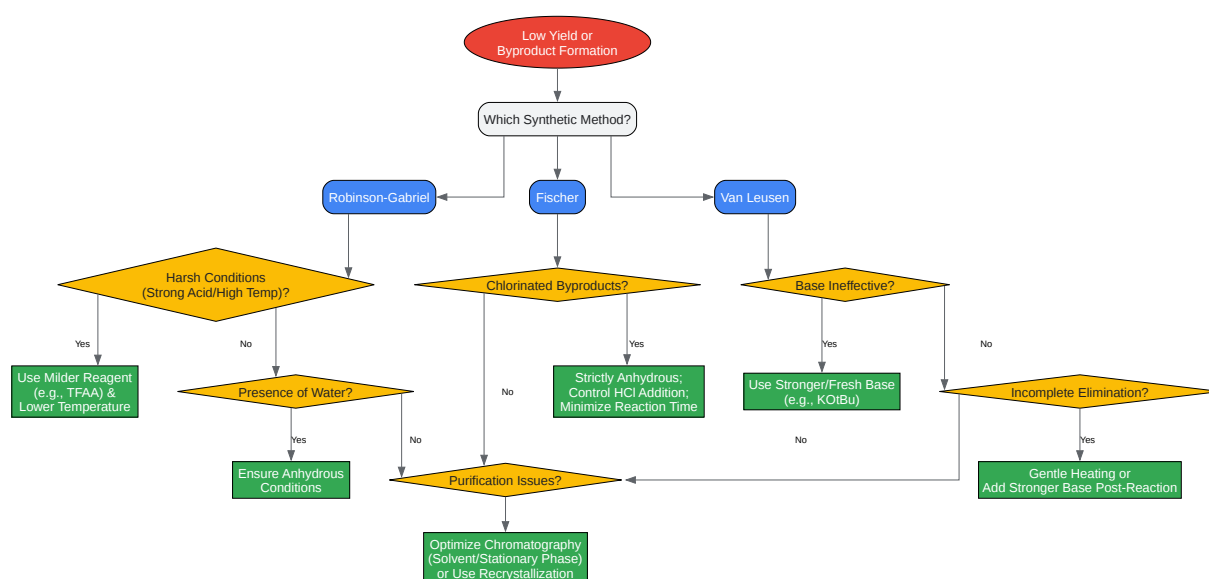 Low Yield or
Byproduct Formation
Which Synthetic Method?
Robinson-Gabriel
Fischer
Van Leusen
Harsh Conditions
(Strong Acid/High Temp)?
Chlorinated Byproducts?
Base Ineffective?
Yes
No
Yes
Yes
No
Use Milder Reagent
(e.g., TFAA) &
Lower Temperature
Presence of Water?
No
Strictly Anhydrous;
Control HCl Addition;
Minimize Reaction Time
Use Stronger/Fresh Base
(e.g., KOtBu)
Incomplete Elimination?
Yes
No
No
Yes
Ensure Anhydrous
Conditions
Purification Issues?
Gentle Heating or
Add Stronger Base Post-Reaction
Optimize Chromatography
(Solvent/Stationary Phase)
or Use Recrystallization